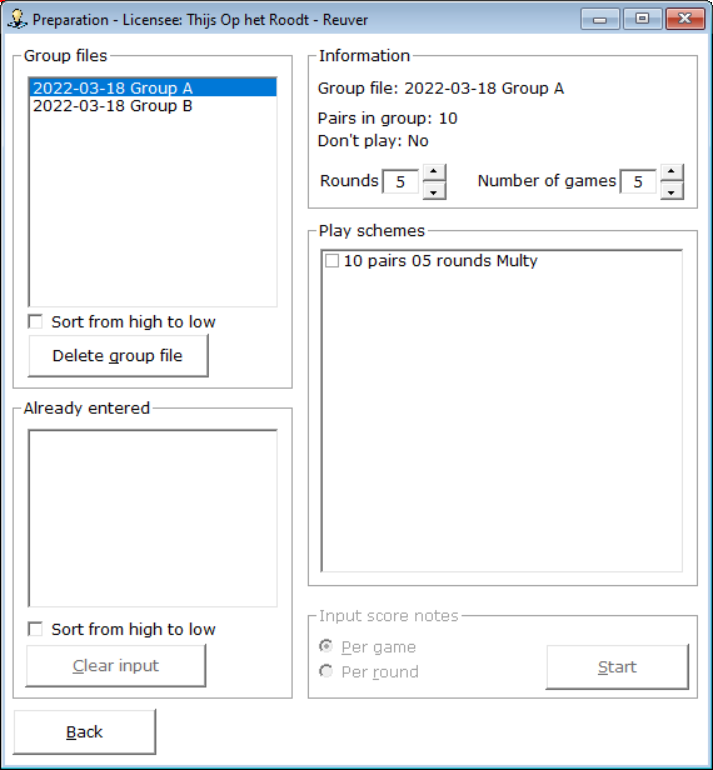 Preparation - Licensee: Thijs Op het Roodt - Reuver
Group files
2022-03-18 Group A
2022-03-18 Group B
Sort from high to low
Delete group file
Already entered
Sort from high to low
Clear input
Back
Information
Group file: 2022-03-18 Group A
Pairs in group: 10
Don't play: No
Rounds 5 Number of games 5
Play schemes
10 pairs 05 rounds Multy
Input score notes
Per game
Per round
Start